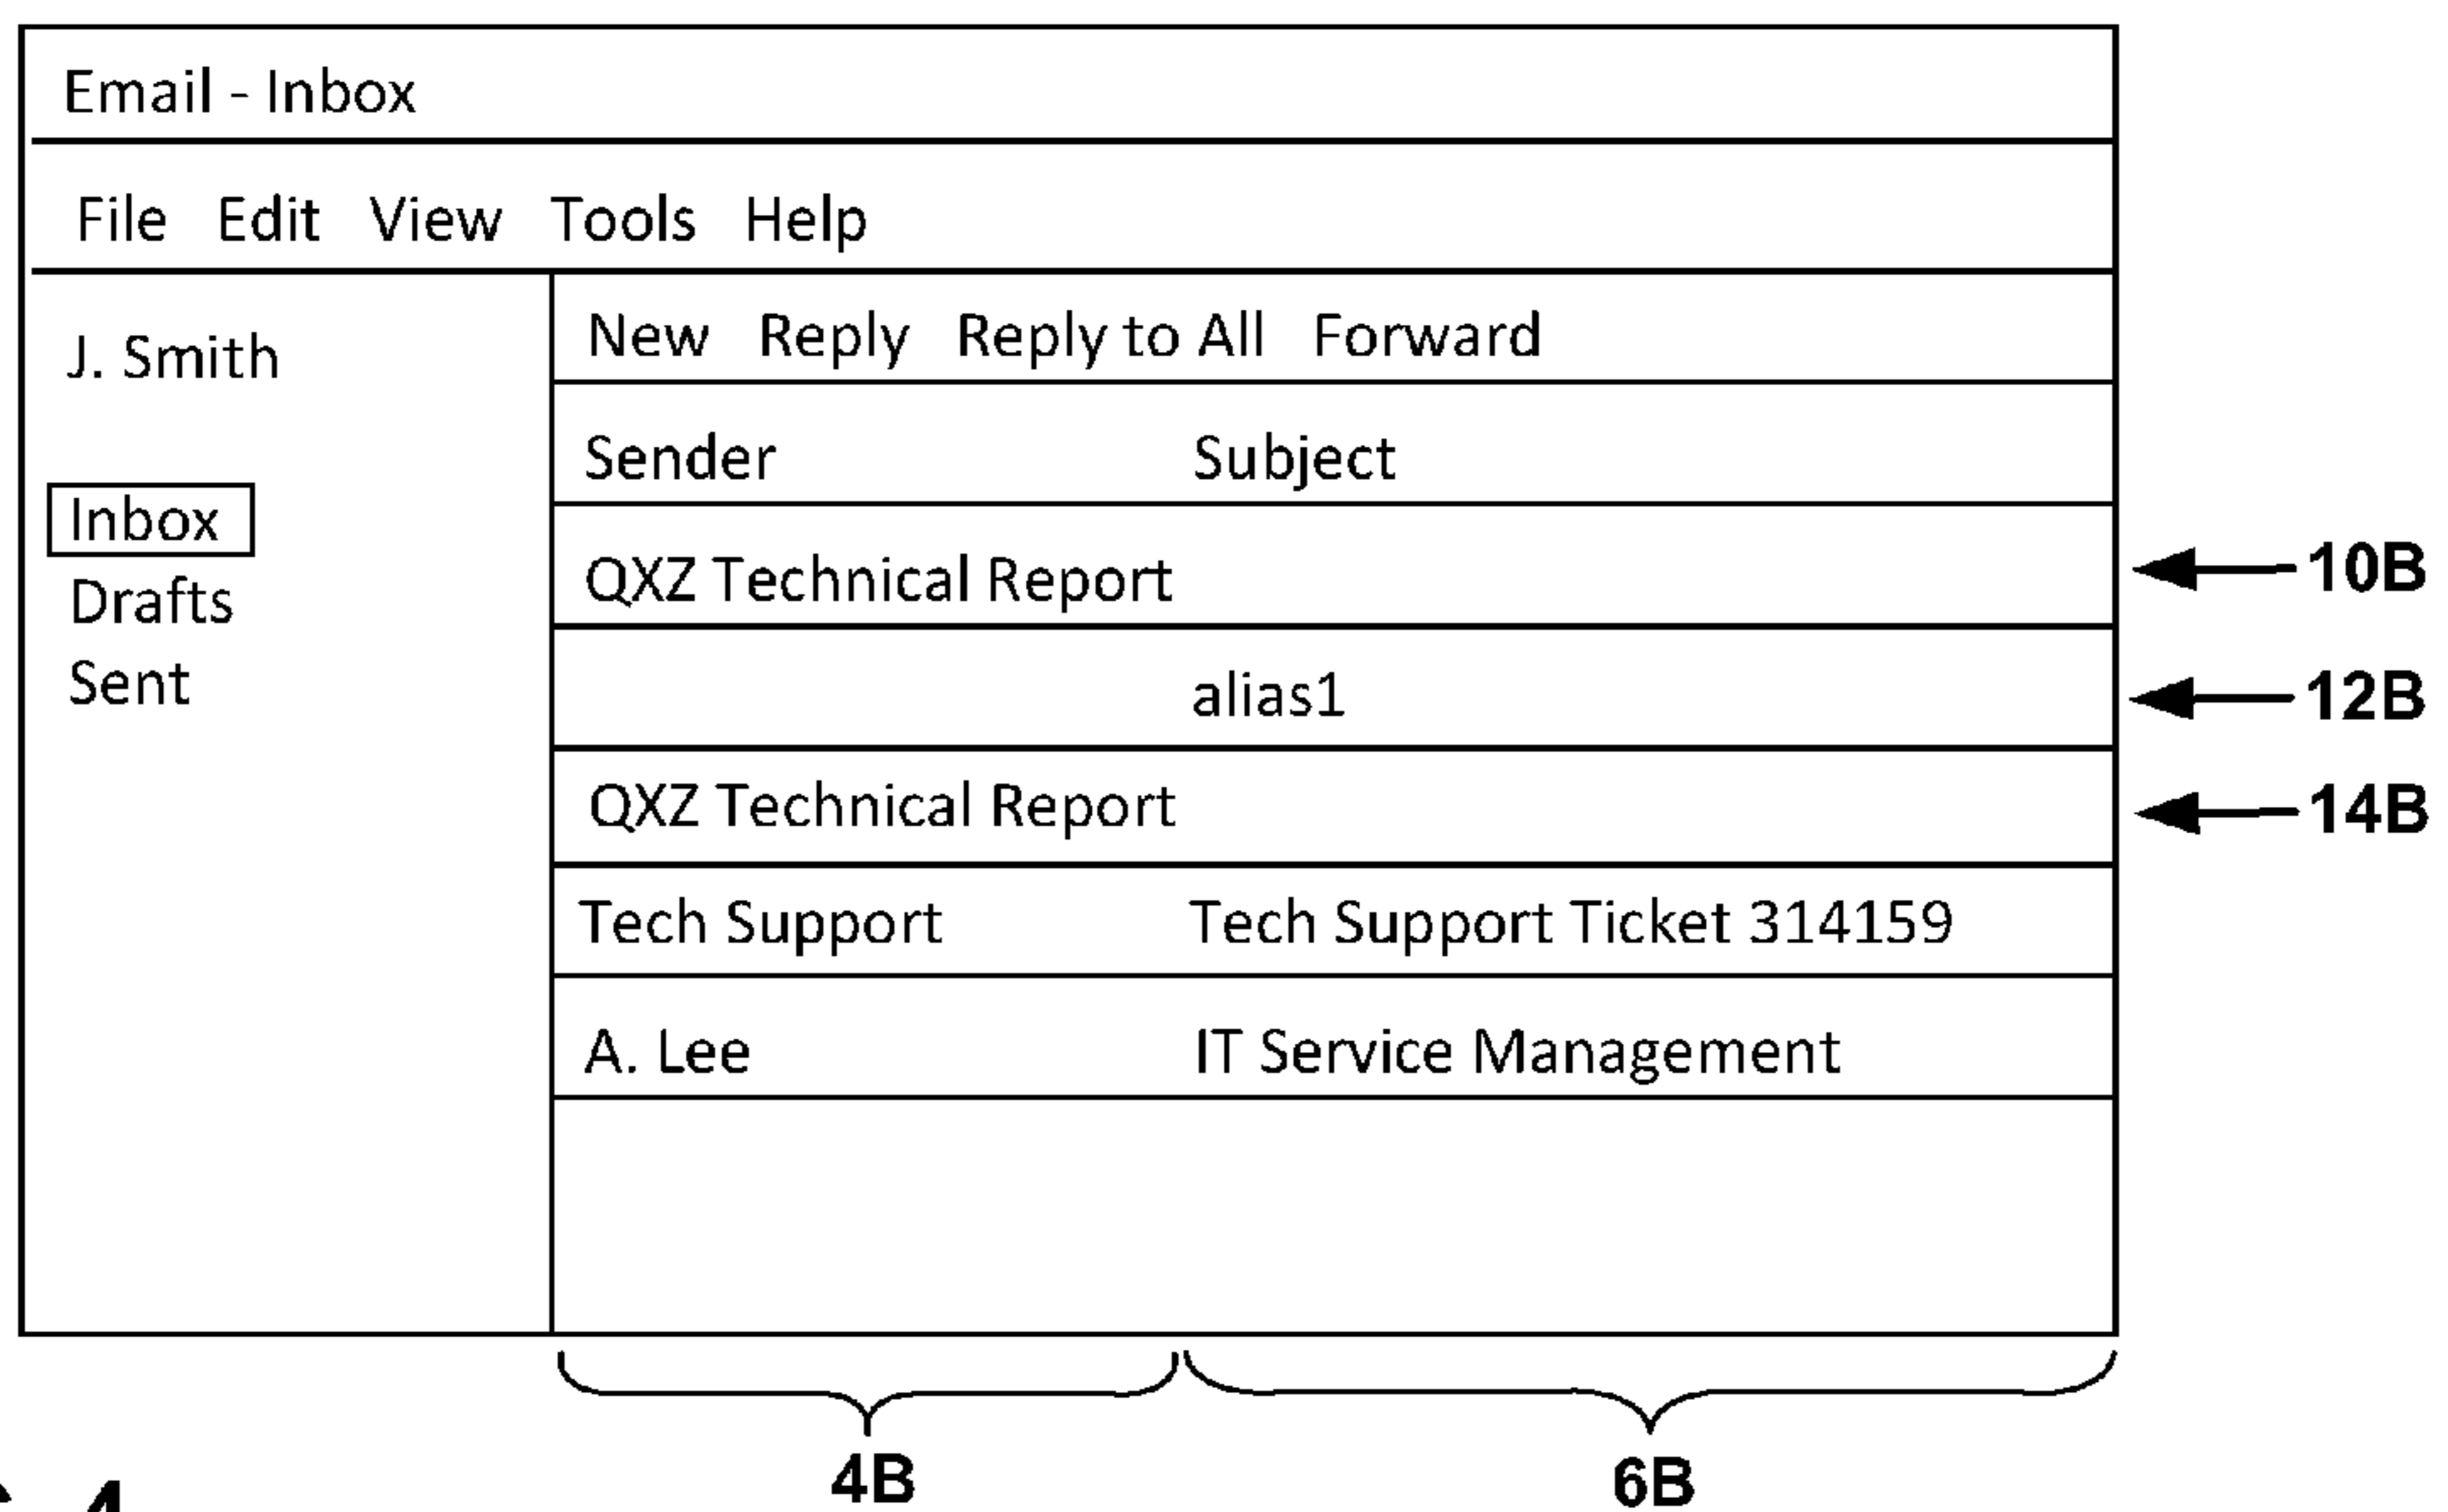 Email - Inbox
File Edit View Tools Help
J. Smith
Inbox
Drafts
Sent
New Reply Reply to All Forward
Sender Subject
QXZ Technical Report
10B
alias1
12B
QXZ Technical Report
14B
Tech Support Tech Support Ticket 314159
A. Lee IT Service Management
4B 6B